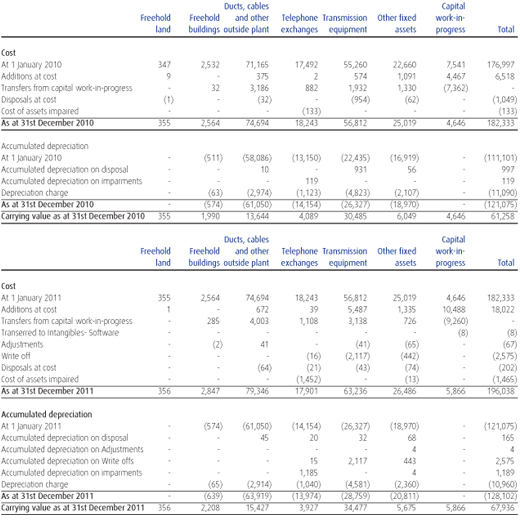 Freehold land Freehold buildings Ducts, cables and other outside plant Telephone exchanges Transmission equipment Other fixed assets Capital work-in-progress Total
Cost
At 1 January 2010 347 2,532 71,165 17,492 55,260 22,660 7,541 176,997
Additions at cost 9 - 375 2 574 1,091 4,467 6,518
Transfers from capital work-in-progress - 32 3,186 882 1,932 1,330 (7,362) -
Disposals at cost (1) - (32) - (954) (62) - (1,049)
Cost of assets impaired - - - (133) - - - (133)
As at 31st December 2010 355 2,564 74,694 18,243 56,812 25,019 4,646 182,333
Accumulated depreciation
At 1 January 2010 - (511) (58,086) (13,150) (22,435) (16,919) - (111,101)
Accumulated depreciation on disposal - - 10 - 931 56 - 997
Accumulated depreciation on imparments - - - 119 - - - 119
Depreciation charge - (63) (2,974) (1,123) (4,823) (2,107) - (11,090)
As at 31st December 2010 - (574) (61,050) (14,154) (26,327) (18,970) - (121,075)
Carrying value as at 31st December 2010 355 1,990 13,644 4,089 30,485 6,049 4,646 61,258
Freehold land Freehold buildings Ducts, cables and other outside plant Telephone exchanges Transmission equipment Other fixed assets Capital work-in-progress Total
Cost
At 1 January 2011 355 2,564 74,694 18,243 56,812 25,019 4,646 182,333
Additions at cost 1 - 672 39 5,487 1,335 10,488 18,022
Transfers from capital work-in-progress - 285 4,003 1,108 3,138 726 (9,260) -
Transerred to Intangibles- Software - - - - - - (8) (8)
Adjustments - (2) 41 - (41) (65) - (67)
Write off - - - (16) (2,117) (442) - (2,575)
Disposals at cost - - (64) (21) (43) (74) - (202)
Cost of assets impaired - - - (1,452) - (13) - (1,465)
As at 31st December 2011 356 2,847 79,346 17,901 63,236 26,486 5,866 196,038
Accumulated depreciation
At 1 January 2011 - (574) (61,050) (14,154) (26,327) (18,970) - (121,075)
Accumulated depreciation on disposal - - 45 20 32 68 - 165
Accumulated depreciation on Adjustments - - - - - 4 - 4
Accumulated depreciation on Write offs - - - 15 2,117 443 - 2,575
Accumulated depreciation on impairments - - - 1,185 - 4 - 1,189
Depreciation charge - (65) (2,914) (1,040) (4,581) (2,360) - (10,960)
As at 31st December 2011 - (639) (63,919) (13,974) (28,759) (20,811) - (128,102)
Carrying value as at 31st December 2011 356 2,208 15,427 3,927 34,477 5,675 5,866 67,936